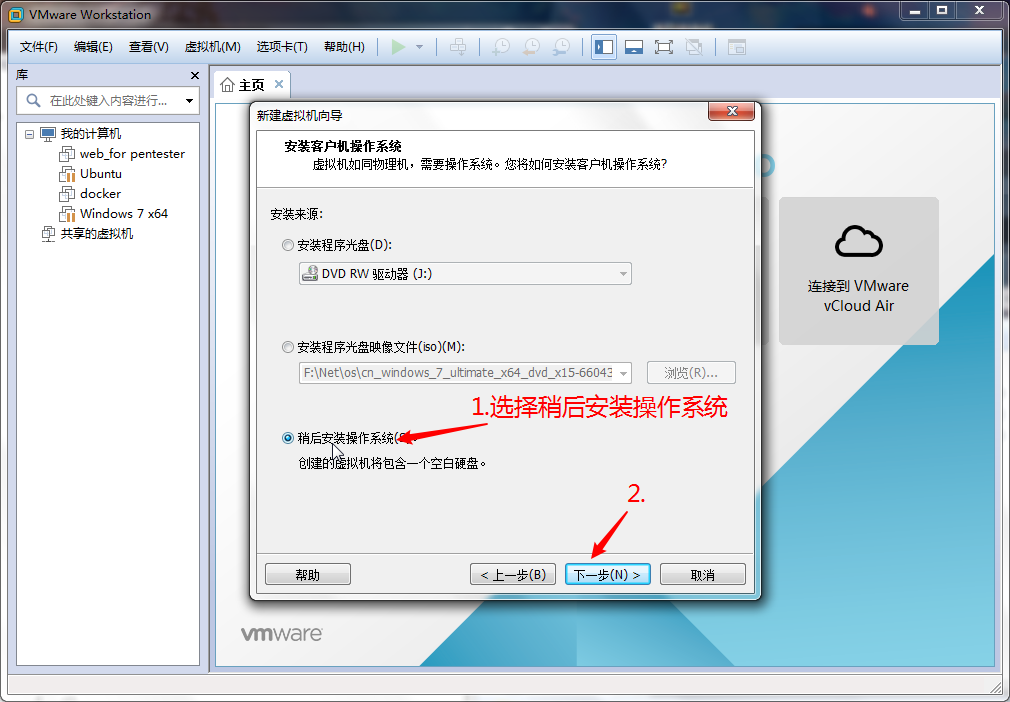 VMware Workstation
文件(F) 编辑(E) 查看(V) 虚拟机(M) 选项卡(T) 帮助(H)
库
在此处键入内容进行...
我的计算机
web_for pentester
Ubuntu
docker
Windows 7 x64
共享的虚拟机
主页
新建虚拟机向导
安装客户机操作系统
虚拟机如同物理机，需要操作系统。您将如何安装客户机操作系统?
安装来源:
安装程序光盘(D):
DVD RW 驱动器 (J:)
安装程序光盘映像文件(iso)(M):
F:\Net\os\cn_windows_7_ultimate_x64_dvd_x15-66043
浏览(R)...
1.选择稍后安装操作系统
稍后安装操作系统
创建的虚拟机将包含一个空白硬盘。
2.
帮助
< 上一步(B)
下一步(N) >
取消
连接到 VMware
vCloud Air
vmware